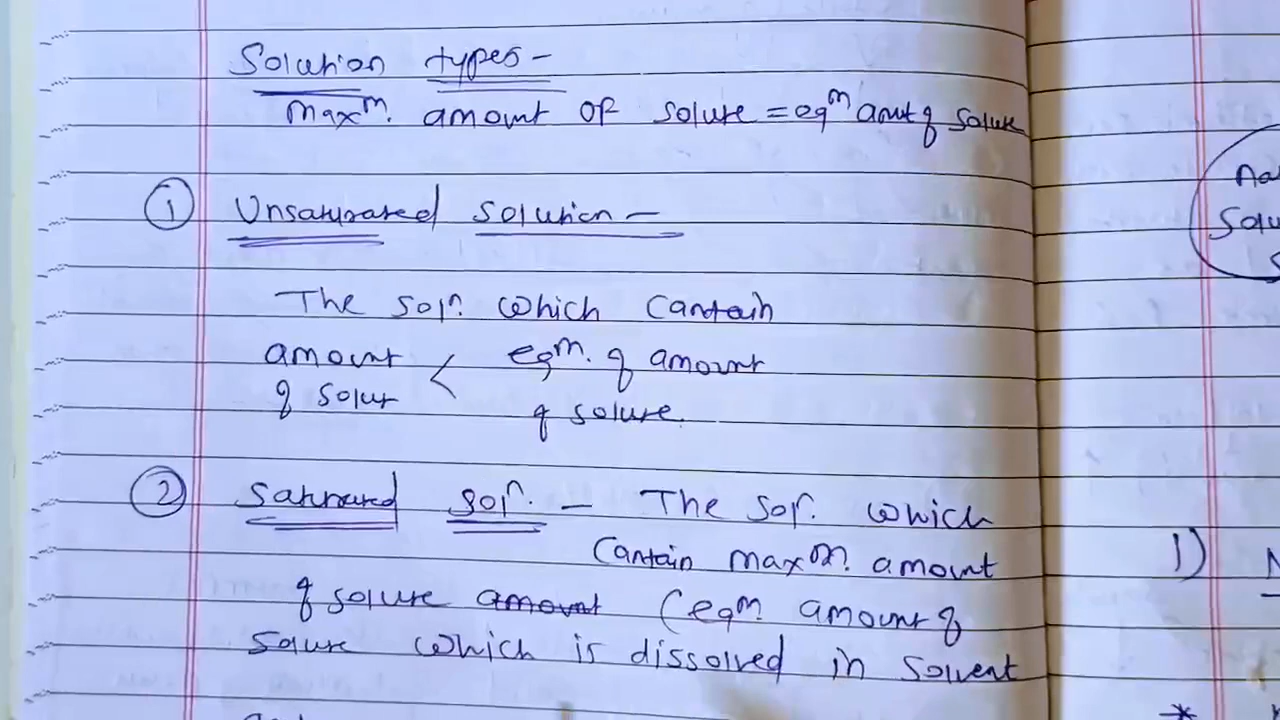 Solution types-
maxm. amount of solute = eqm amt of solute
① Unsaturated solution-
The soln. which contain
amount < eqm. of amount
of solut of solute.
② Saturated soln. - The soln. which
contain maxm. amount
of solute amount (eqm. amount of
solute which is dissolved in solvent
Solu
1)
*